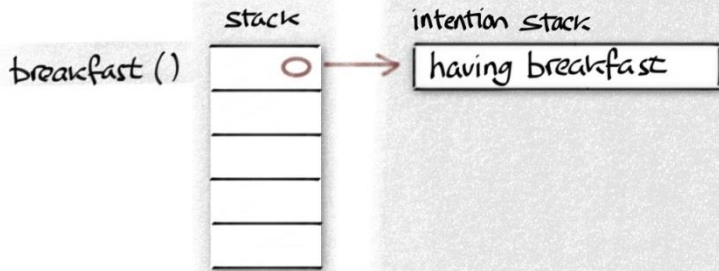 stack
intention stack
breakfast ()
having breakfast